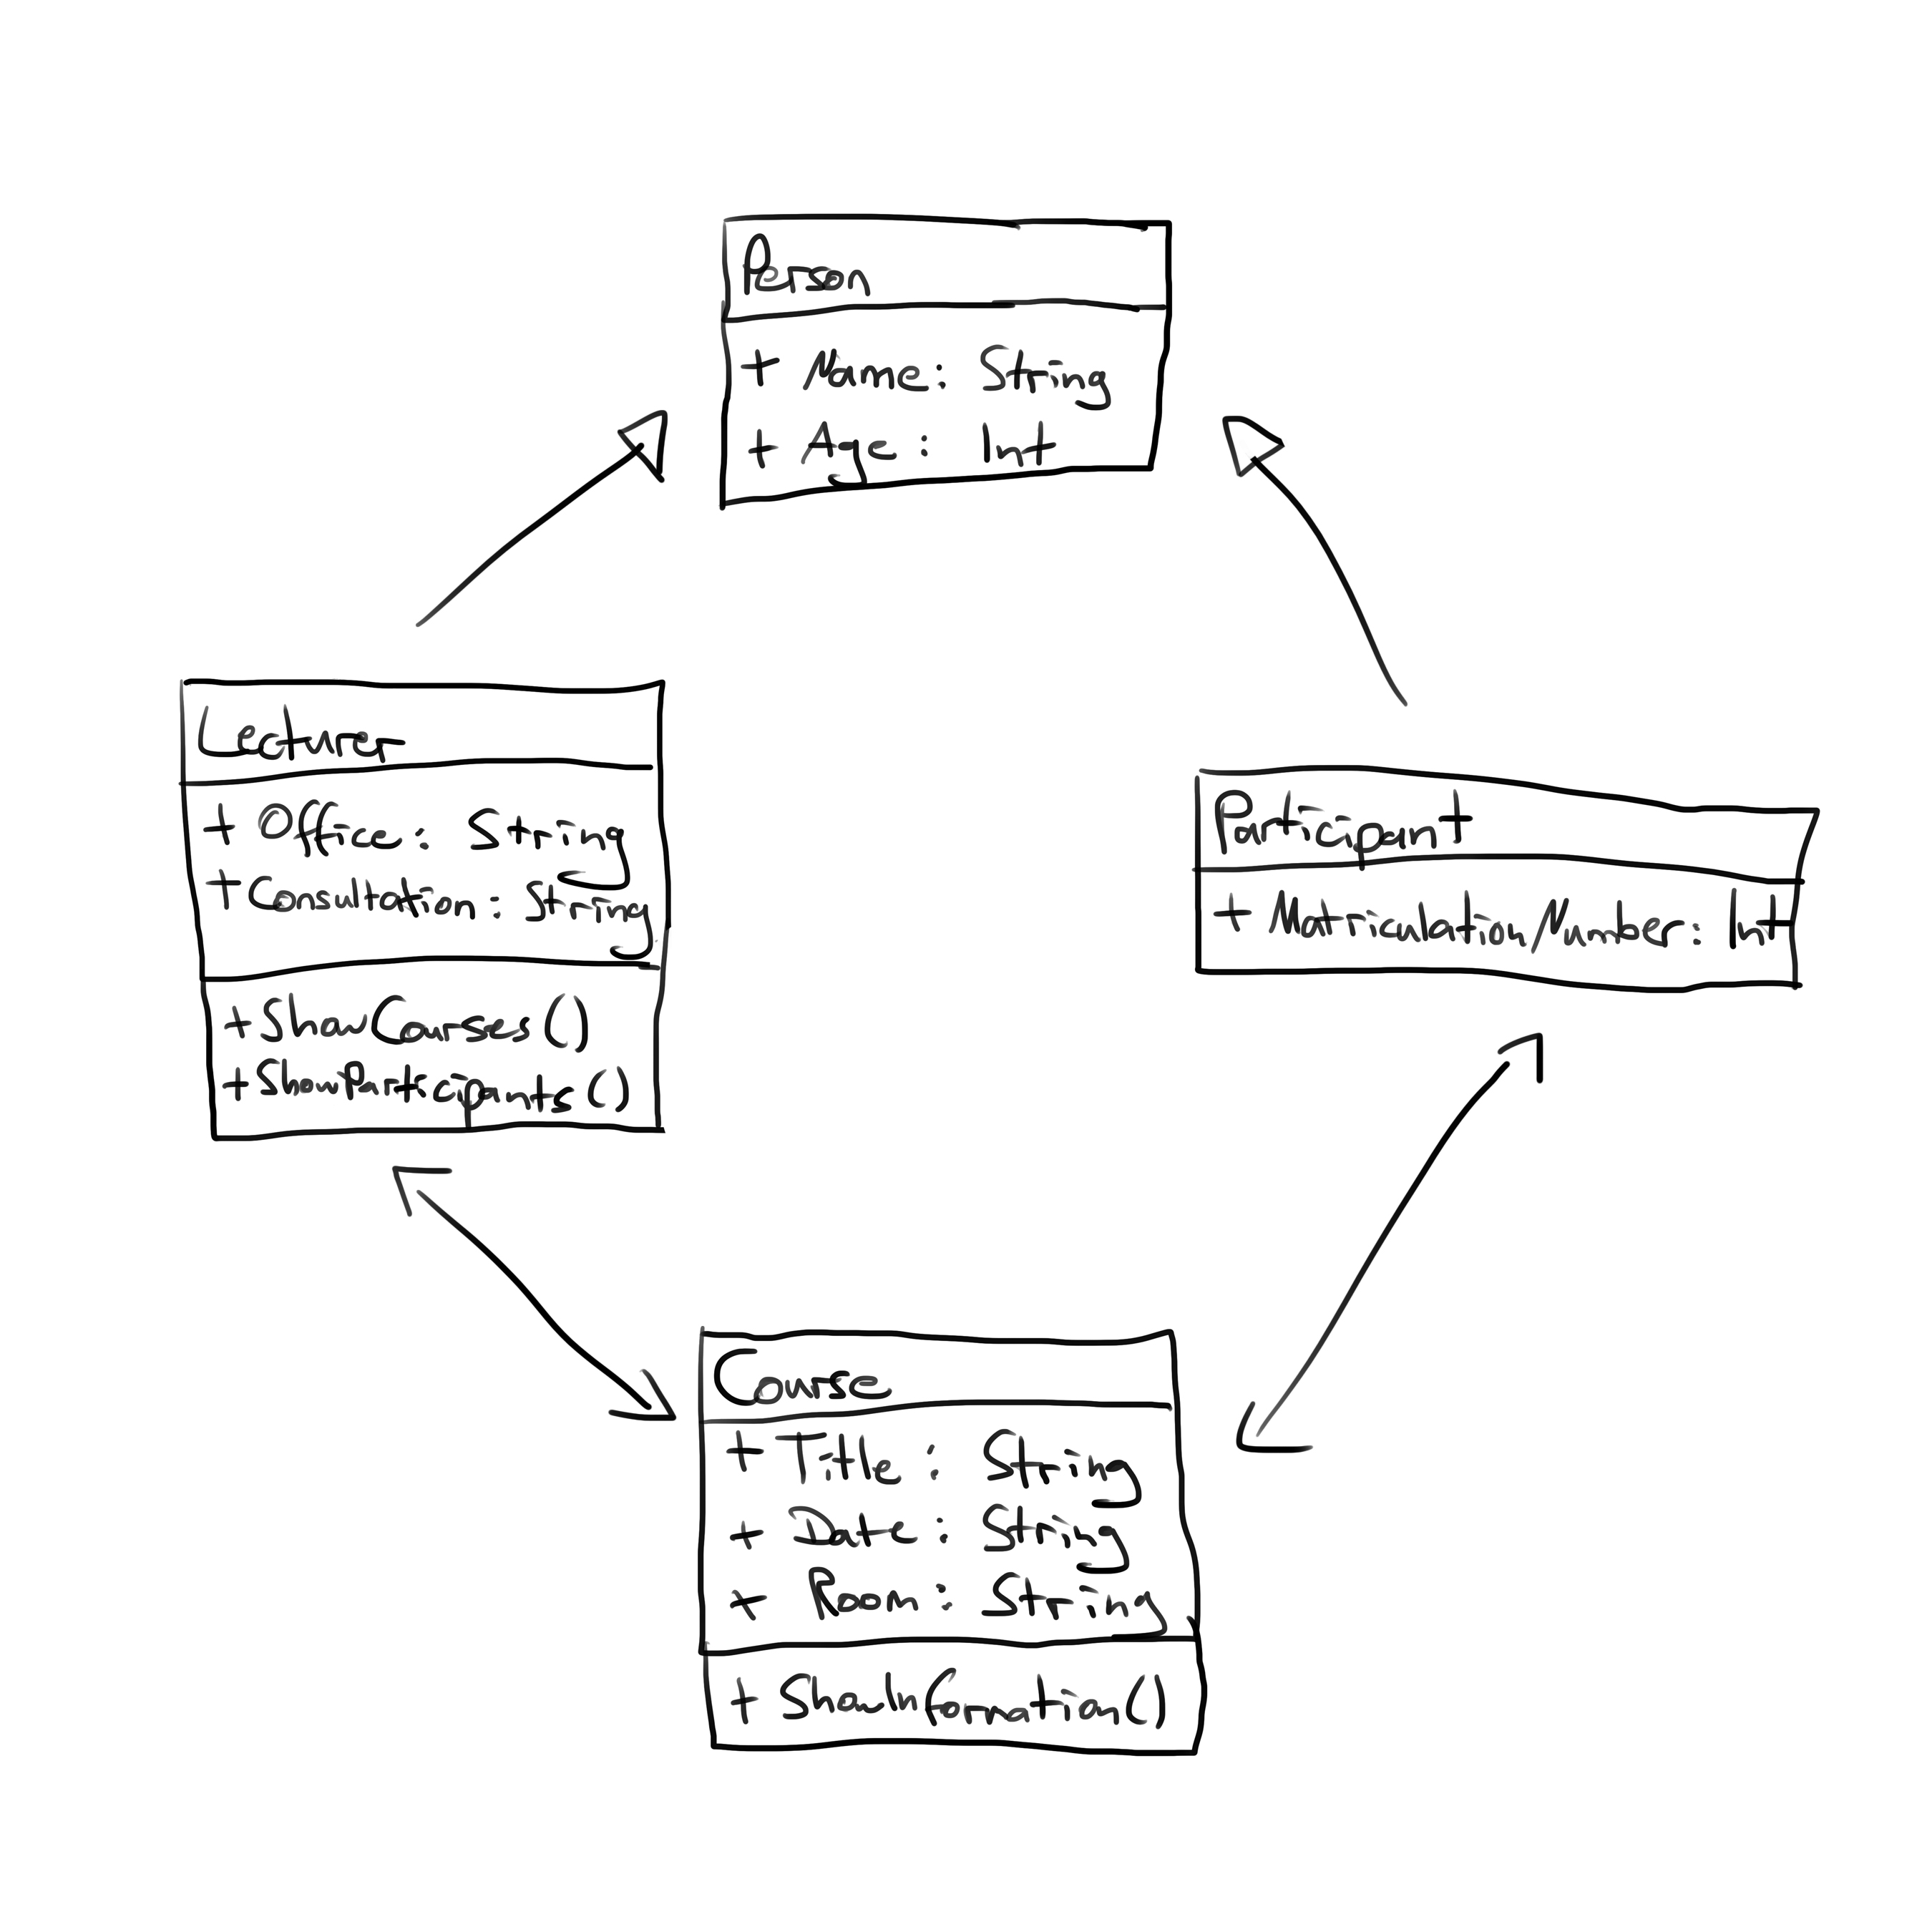 Person
+ Name: String
+ Age: Int
Lecturer
+ Office: String
+ Consultation: String
+ ShowCourses()
+ ShowParticipants()
Participant
+ MatriculationNumber: Int
Course
+ Title: String
+ Date: String
+ Room: String
+ ShowInformation()